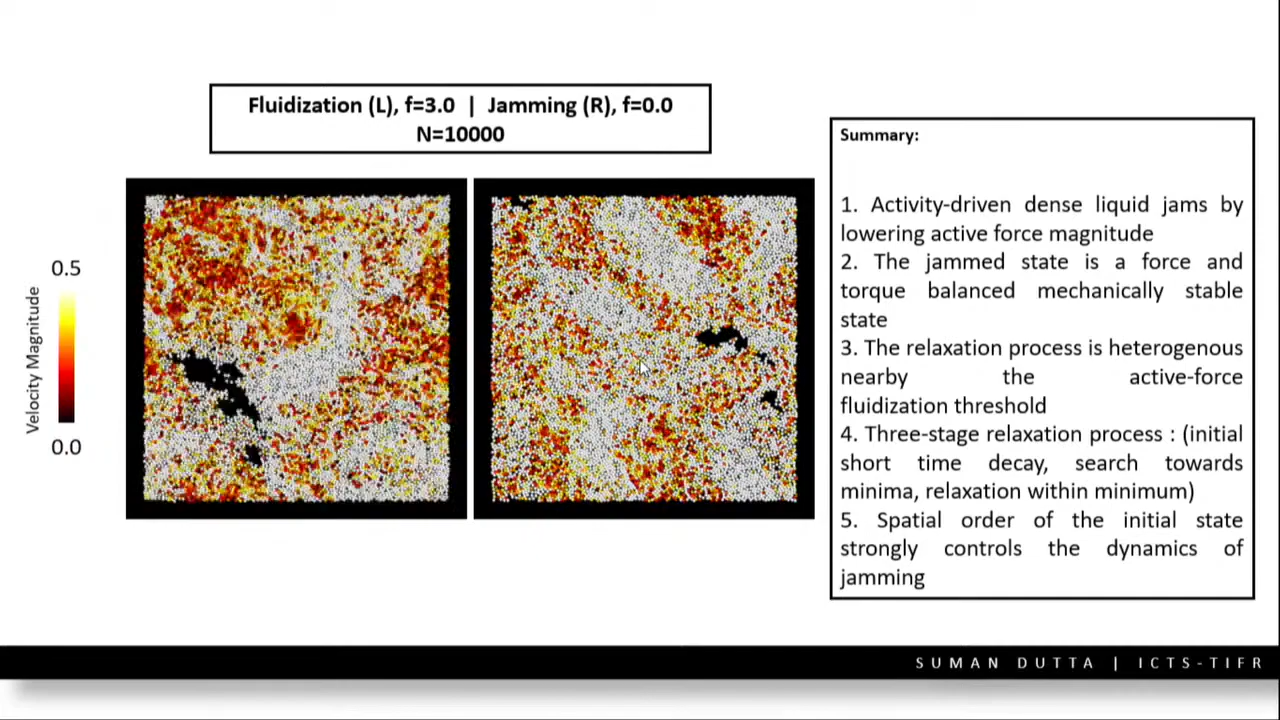 Fluidization (L), f=3.0 | Jamming (R), f=0.0
N=10000
0.5
Velocity Magnitude
0.0
Summary:
1. Activity-driven dense liquid jams by
lowering active force magnitude
2. The jammed state is a force and
torque balanced mechanically stable
state
3. The relaxation process is heterogenous
nearby the active-force
fluidization threshold
4. Three-stage relaxation process : (initial
short time decay, search towards
minima, relaxation within minimum)
5. Spatial order of the initial state
strongly controls the dynamics of
jamming
SUMAN DUTTA | ICTS-TIFR